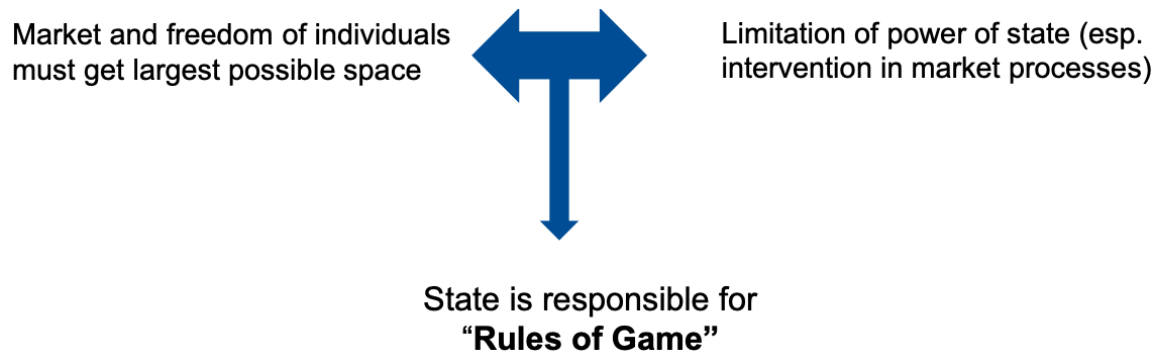 Market and freedom of individuals
must get largest possible space
Limitation of power of state (esp.
intervention in market processes)
State is responsible for
“Rules of Game”